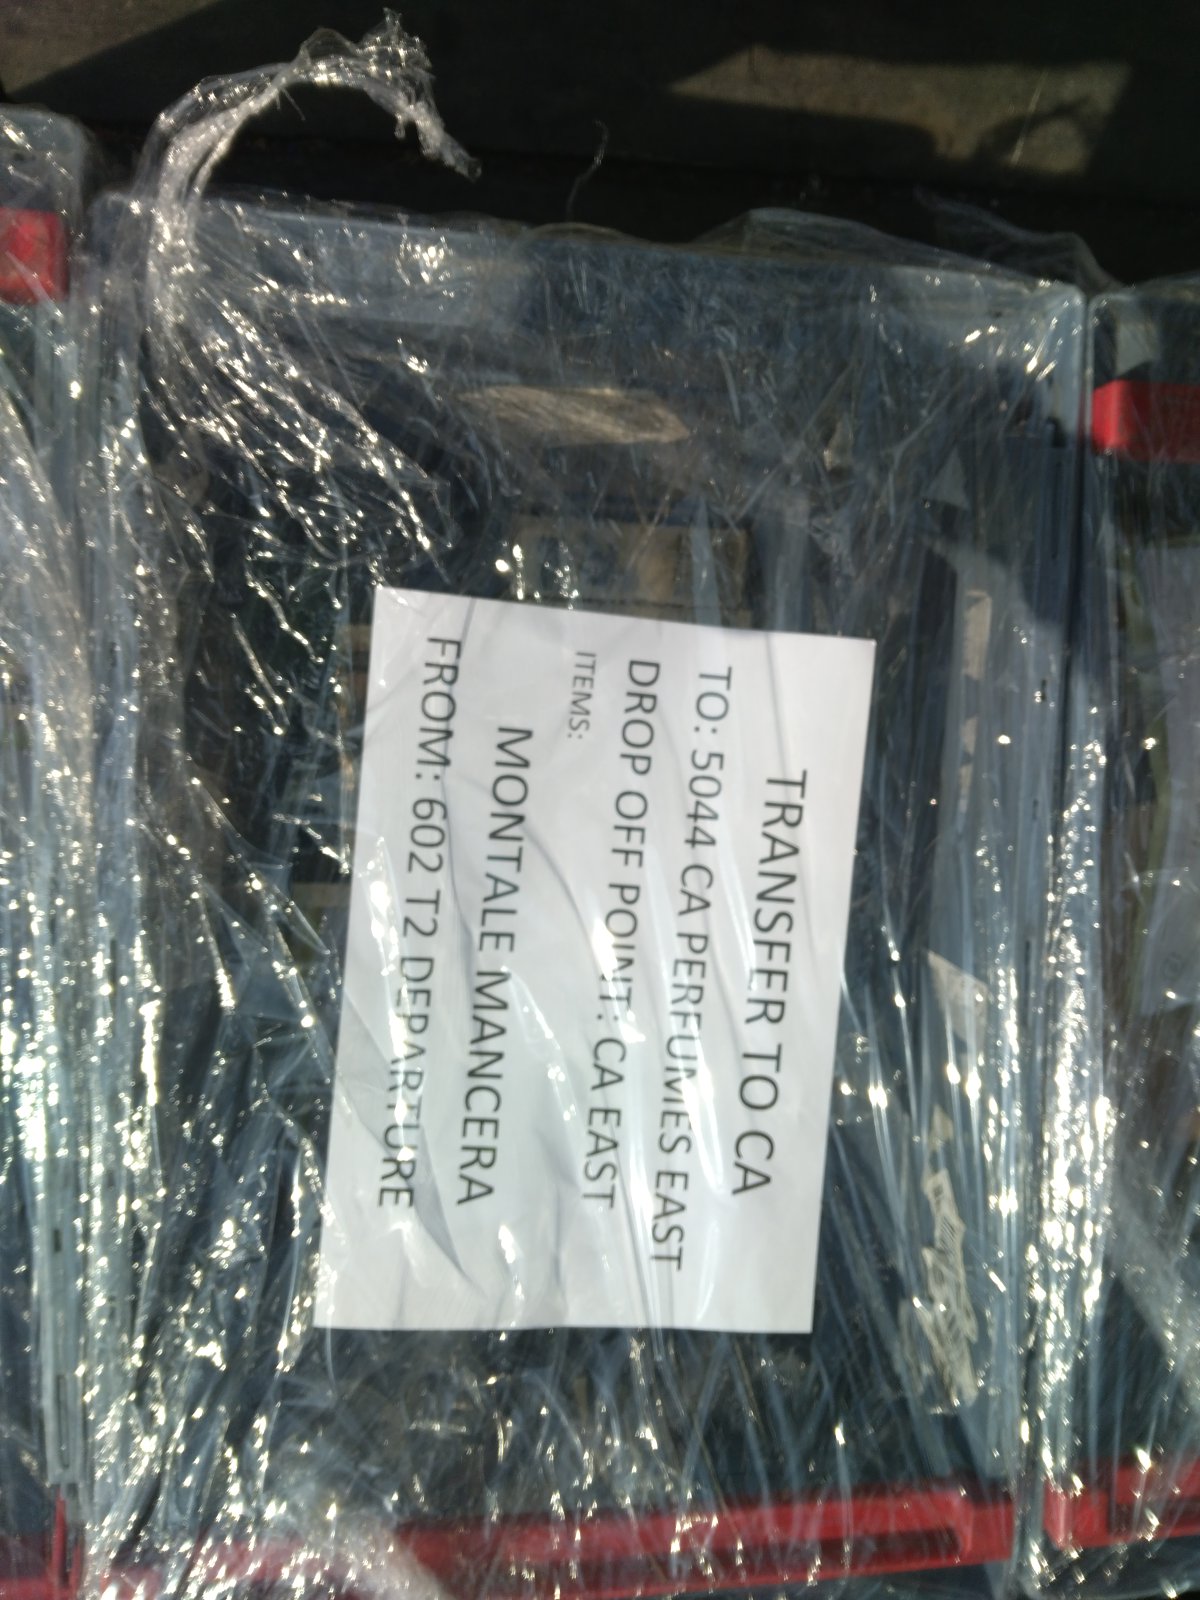 TRANSFER TO CA
TO: 5044 CA PERFUMES EAST
DROP OFF POINT: CA EAST
ITEMS:
MONTALE MANCERA
FROM: 602 T2 DEPARTURE